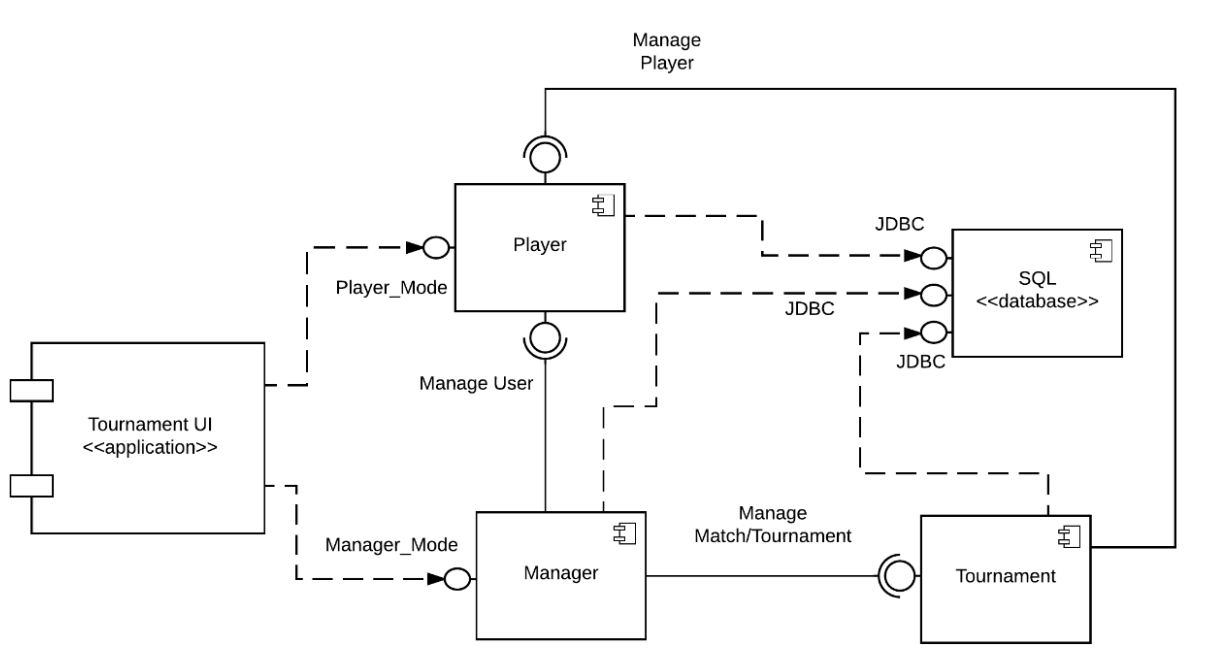 Manage
Player
Player
JDBC
SQL
<<database>>
Player_Mode
JDBC
JDBC
Manage User
Tournament UI
<<application>>
Manager_Mode
Manage
Match/Tournament
Manager
Tournament